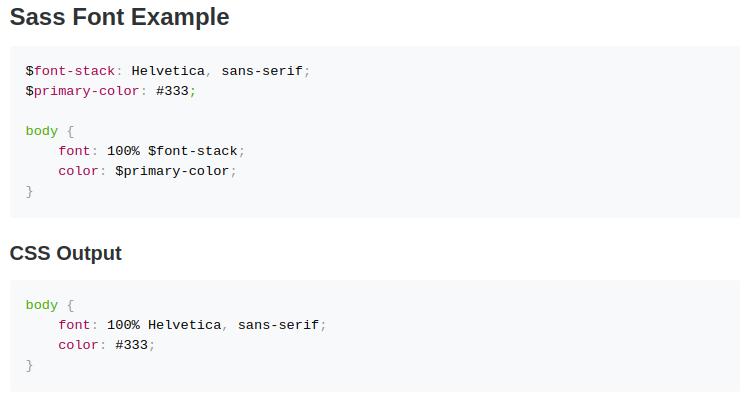 Sass Font Example
$font-stack: Helvetica, sans-serif;
$primary-color: #333;
body {
    font: 100% $font-stack;
    color: $primary-color;
}
CSS Output
body {
    font: 100% Helvetica, sans-serif;
    color: #333;
}